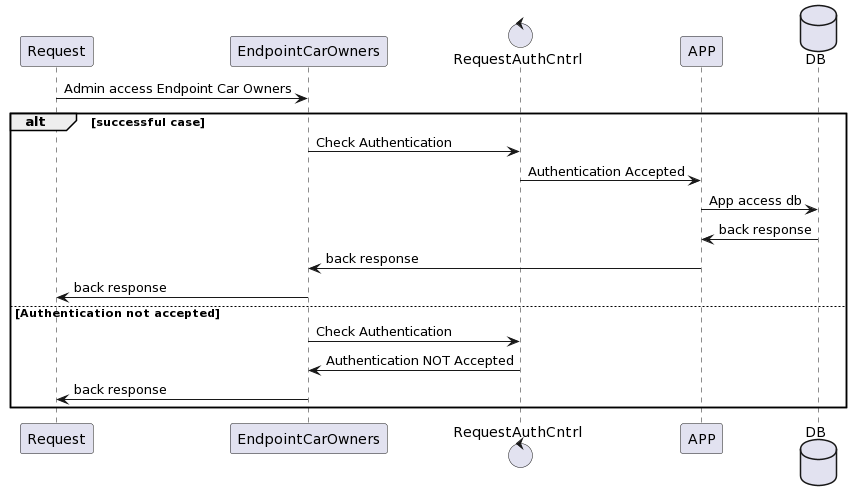 Request
EndpointCarOwners
RequestAuthCntrl
APP
DB
Admin access Endpoint Car Owners
alt
[successful case]
Check Authentication
Authentication Accepted
App access db
back response
back response
back response
[Authentication not accepted]
Check Authentication
Authentication NOT Accepted
back response
Request
EndpointCarOwners
RequestAuthCntrl
APP
DB